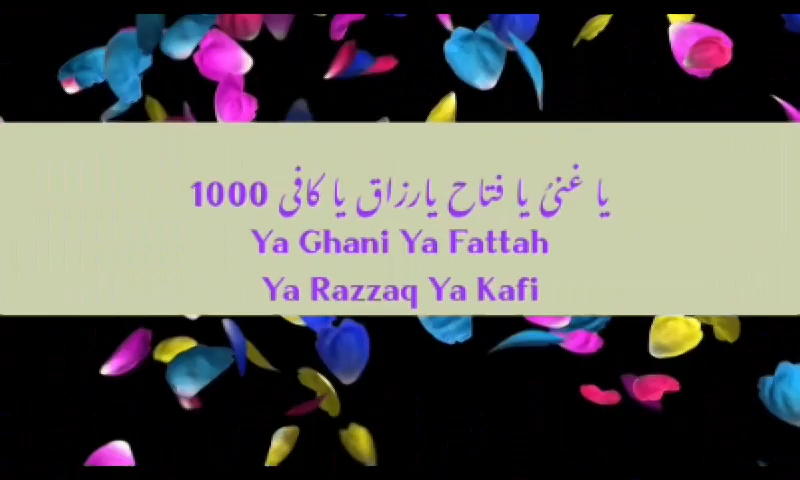 یا غنیُ یا فتاح یارزاق یا کافی 1000
Ya Ghani Ya Fattah
Ya Razzaq Ya Kafi